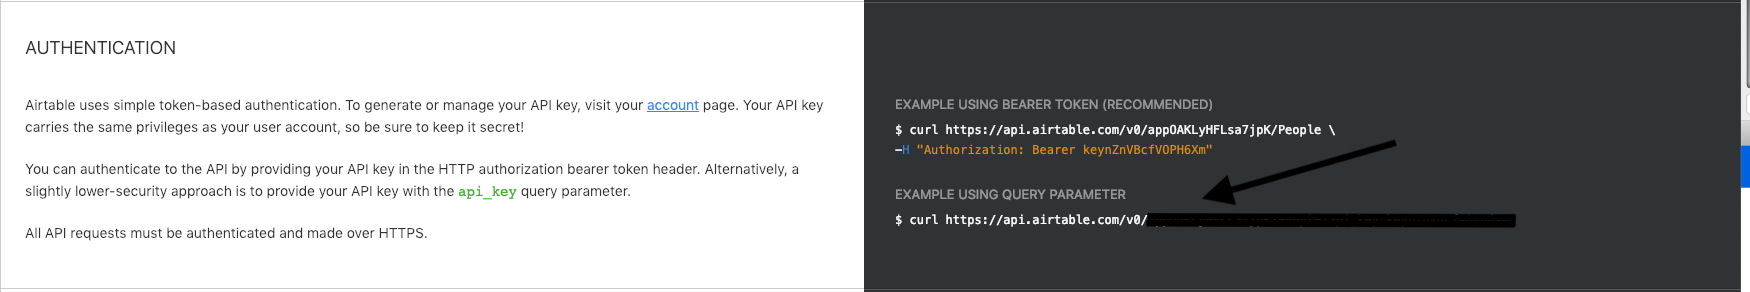 AUTHENTICATION
Airtable uses simple token-based authentication. To generate or manage your API key, visit your account page. Your API key
carries the same privileges as your user account, so be sure to keep it secret!
You can authenticate to the API by providing your API key in the HTTP authorization bearer token header. Alternatively, a
slightly lower-security approach is to provide your API key with the api_key query parameter.
All API requests must be authenticated and made over HTTPS.
EXAMPLE USING BEARER TOKEN (RECOMMENDED)
$ curl https://api.airtable.com/v0/appOAKLyHFLsa7jpK/People \
-H "Authorization: Bearer keynZnVBcfVOPH6Xm"
EXAMPLE USING QUERY PARAMETER
$ curl https://api.airtable.com/v0/